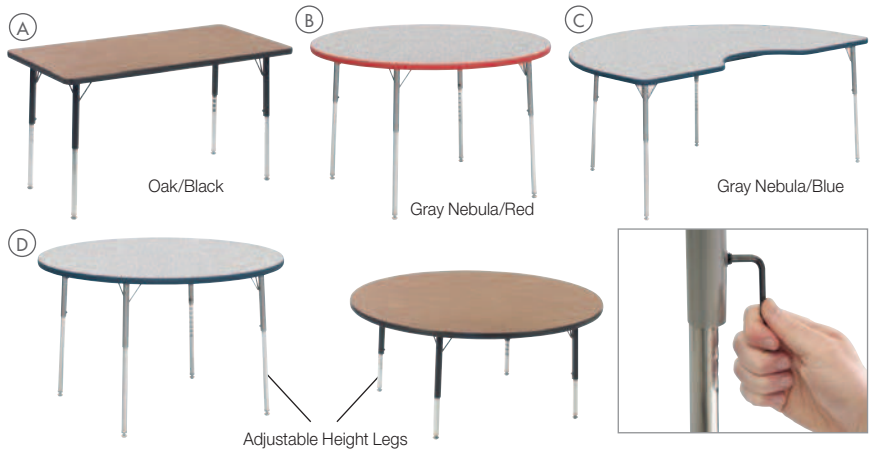 A
B
C
Oak/Black
Gray Nebula/Red
Gray Nebula/Blue
D
Adjustable Height Legs